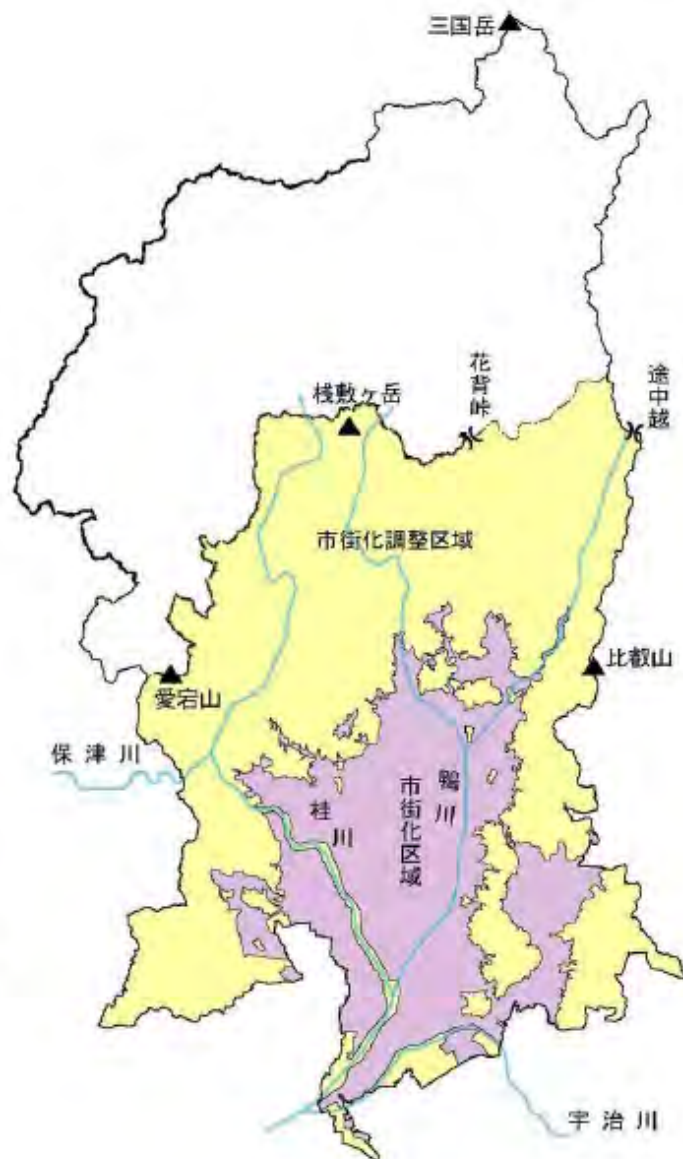 三国岳
花背峠
途中越
桟敷ヶ岳
市街化調整区域
比叡山
愛宕山
保津川
桂川
鴨川
市街化区域
宇治川